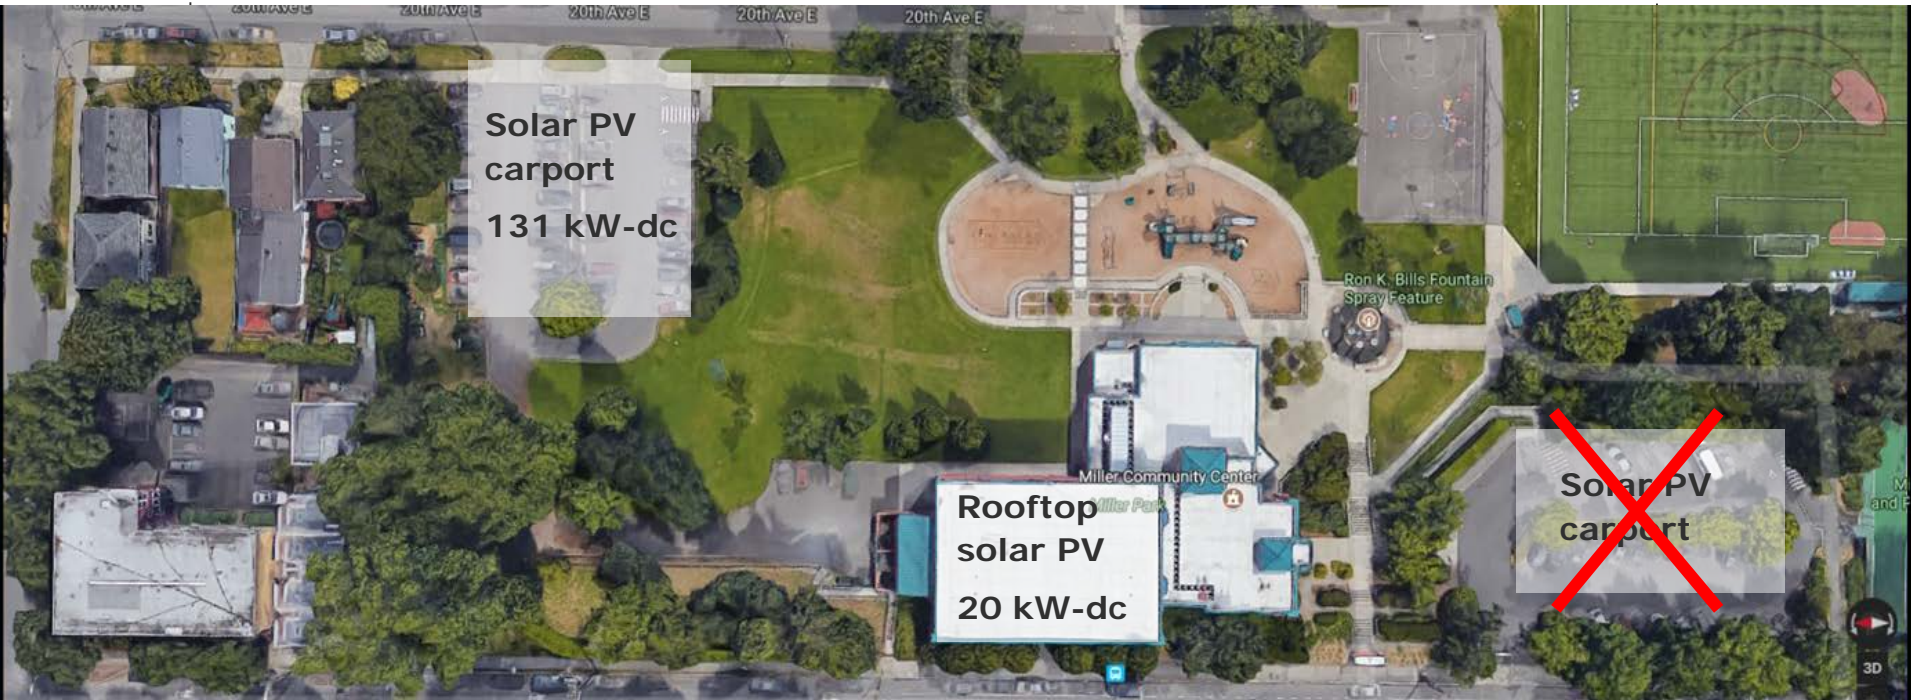 20th Ave E
20th Ave E
20th Ave E
20th Ave E
20th Ave E
Solar PV
carport
131 kW-dc
Ron K. Bills Fountain
Spray Feature
Miller Community Center
Miller Park
Rooftop
solar PV
20 kW-dc
Solar PV
carport
and
3D